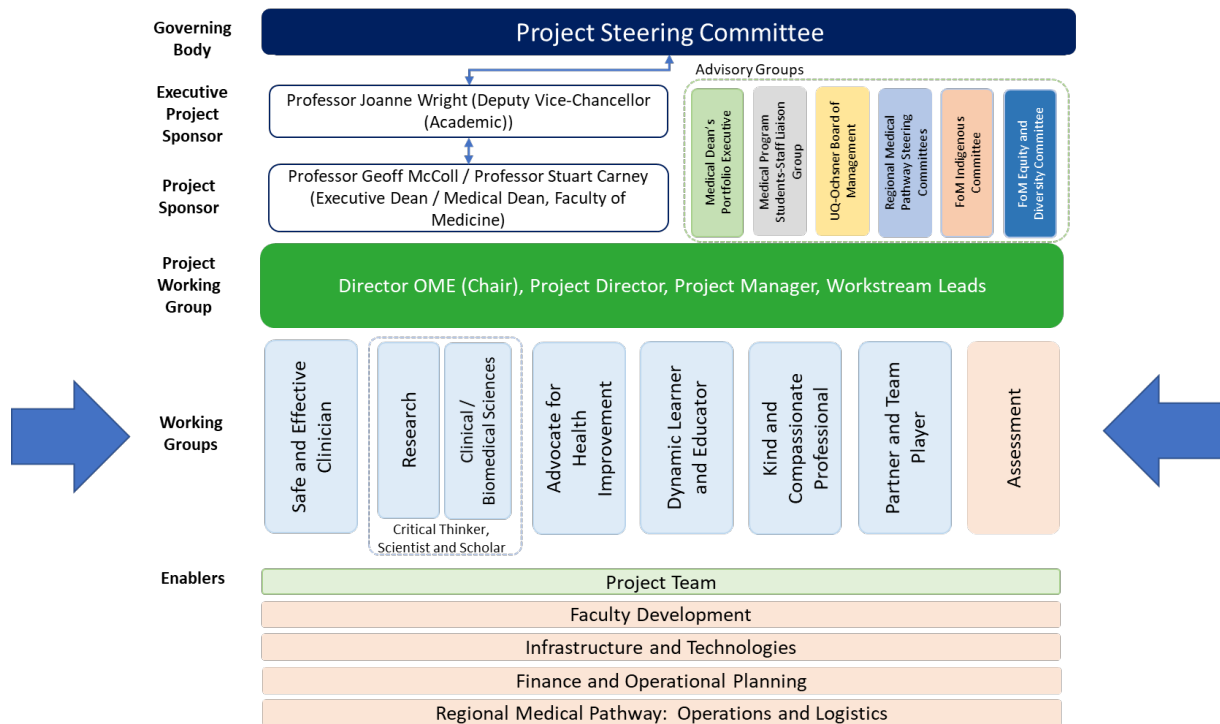 Governing
Body
Project Steering Committee
Executive
Project
Sponsor
Professor Joanne Wright (Deputy Vice-Chancellor
(Academic))
Project
Sponsor
Professor Geoff McColl / Professor Stuart Carney
(Executive Dean / Medical Dean, Faculty of
Medicine)
Advisory Groups
Medical Dean's
Portfolio Executive
Medical Program
Students-Staff Liaison
Group
UQ-Ochsner Board of
Management
Regional Medical
Pathway Steering
Committees
FoM Indigenous
Committee
FoM Equity and
Diversity Committee
Project
Working
Group
Director OME (Chair), Project Director, Project Manager, Workstream Leads
Working
Groups
Safe and Effective
Clinician
Research
Clinical /
Biomedical Sciences
Critical Thinker,
Scientist and Scholar
Advocate for
Health
Improvement
Dynamic Learner
and Educator
Kind and
Compassionate
Professional
Partner and Team
Player
Assessment
Enablers
Project Team
Faculty Development
Infrastructure and Technologies
Finance and Operational Planning
Regional Medical Pathway: Operations and Logistics